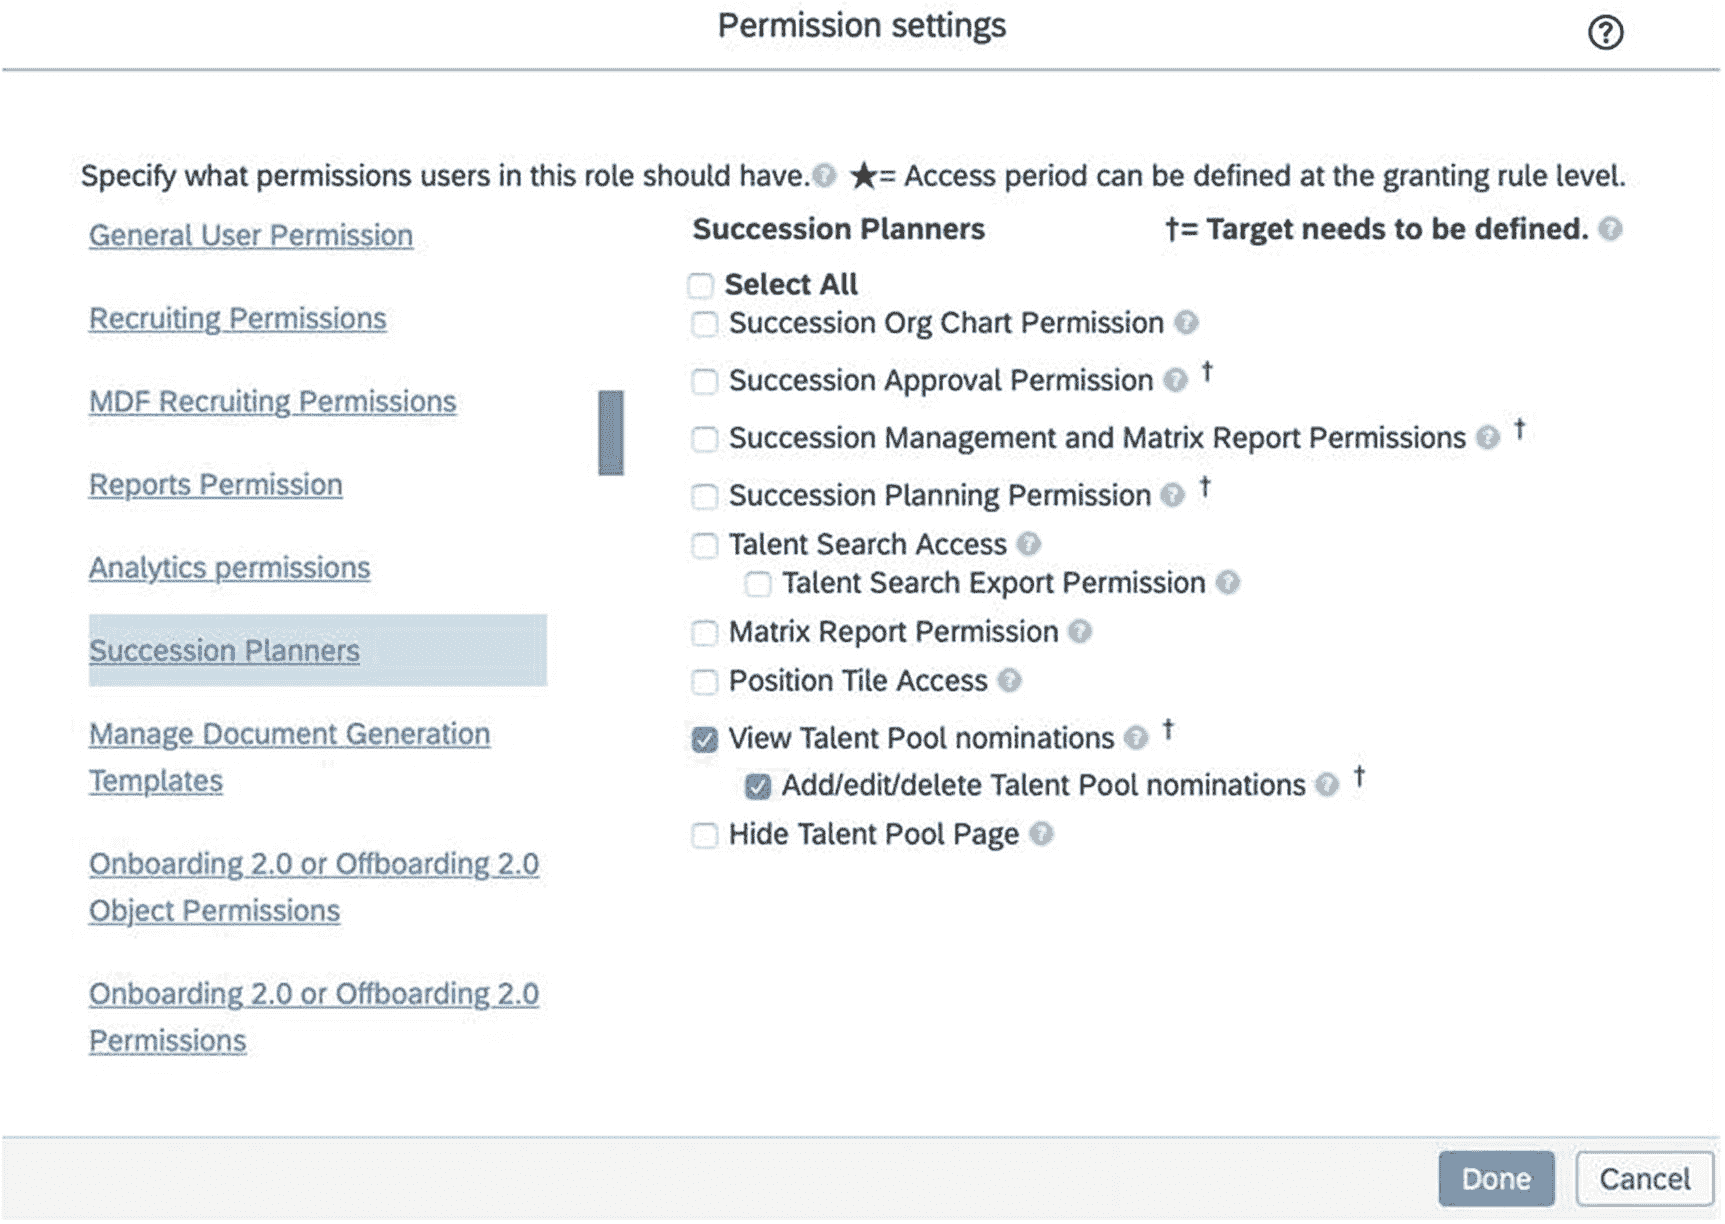 Permission settings
?
Specify what permissions users in this role should have. ? ★= Access period can be defined at the granting rule level.
General User Permission
Recruiting Permissions
MDF Recruiting Permissions
Reports Permission
Analytics permissions
Succession Planners
Manage Document Generation
Templates
Onboarding 2.0 or Offboarding 2.0
Object Permissions
Onboarding 2.0 or Offboarding 2.0
Permissions
Succession Planners
†= Target needs to be defined. ?
Select All
Succession Org Chart Permission ?
Succession Approval Permission ? †
Succession Management and Matrix Report Permissions ? †
Succession Planning Permission ? †
Talent Search Access ?
Talent Search Export Permission ?
Matrix Report Permission ?
Position Tile Access ?
View Talent Pool nominations ? †
Add/edit/delete Talent Pool nominations ? †
Hide Talent Pool Page ?
Done
Cancel